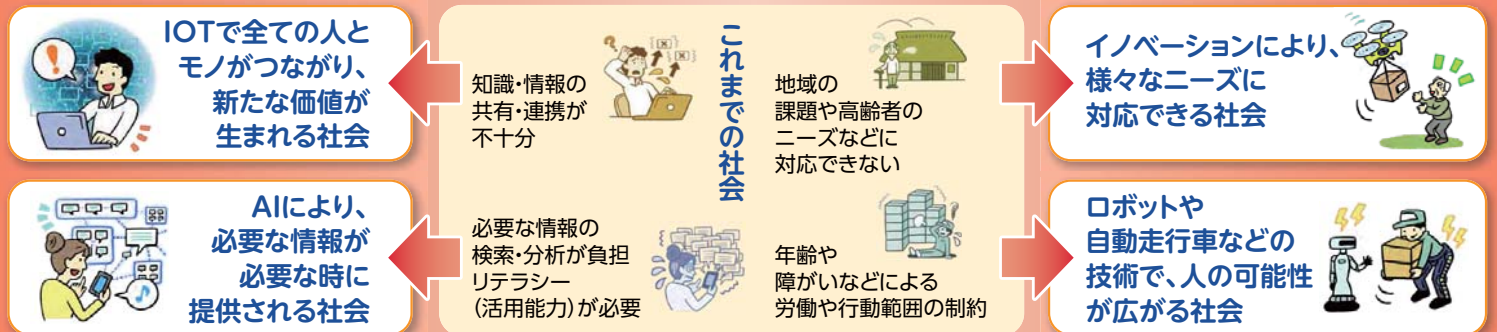 IOTで全ての人と
モノがつながり、
新たな価値が
生まれる社会
知識・情報の
共有・連携が
不十分
これまでの社会
地域の
課題や高齢者の
ニーズなどに
対応できない
イノベーションにより、
様々なニーズに
対応できる社会
AIにより、
必要な情報が
必要な時に
提供される社会
必要な情報の
検索・分析が負担
リテラシー
(活用能力)が必要
年齢や
障がいなどによる
労働や行動範囲の制約
ロボットや
自動走行車などの
技術で、人の可能性
が広がる社会